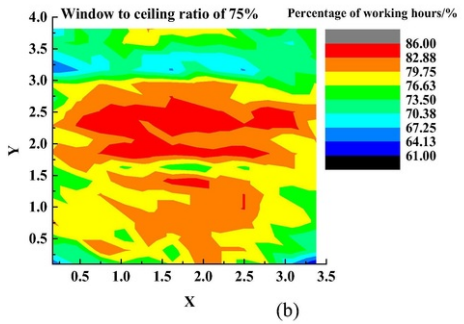 Window to ceiling ratio of 75%
Percentage of working hours/%
86.00
82.88
79.75
76.63
73.50
70.38
67.25
64.13
61.00
4.0
3.5
3.0
2.5
2.0
1.5
1.0
0.5
Y
0.5 1.0 1.5 2.0 2.5 3.0 3.5
X
(b)